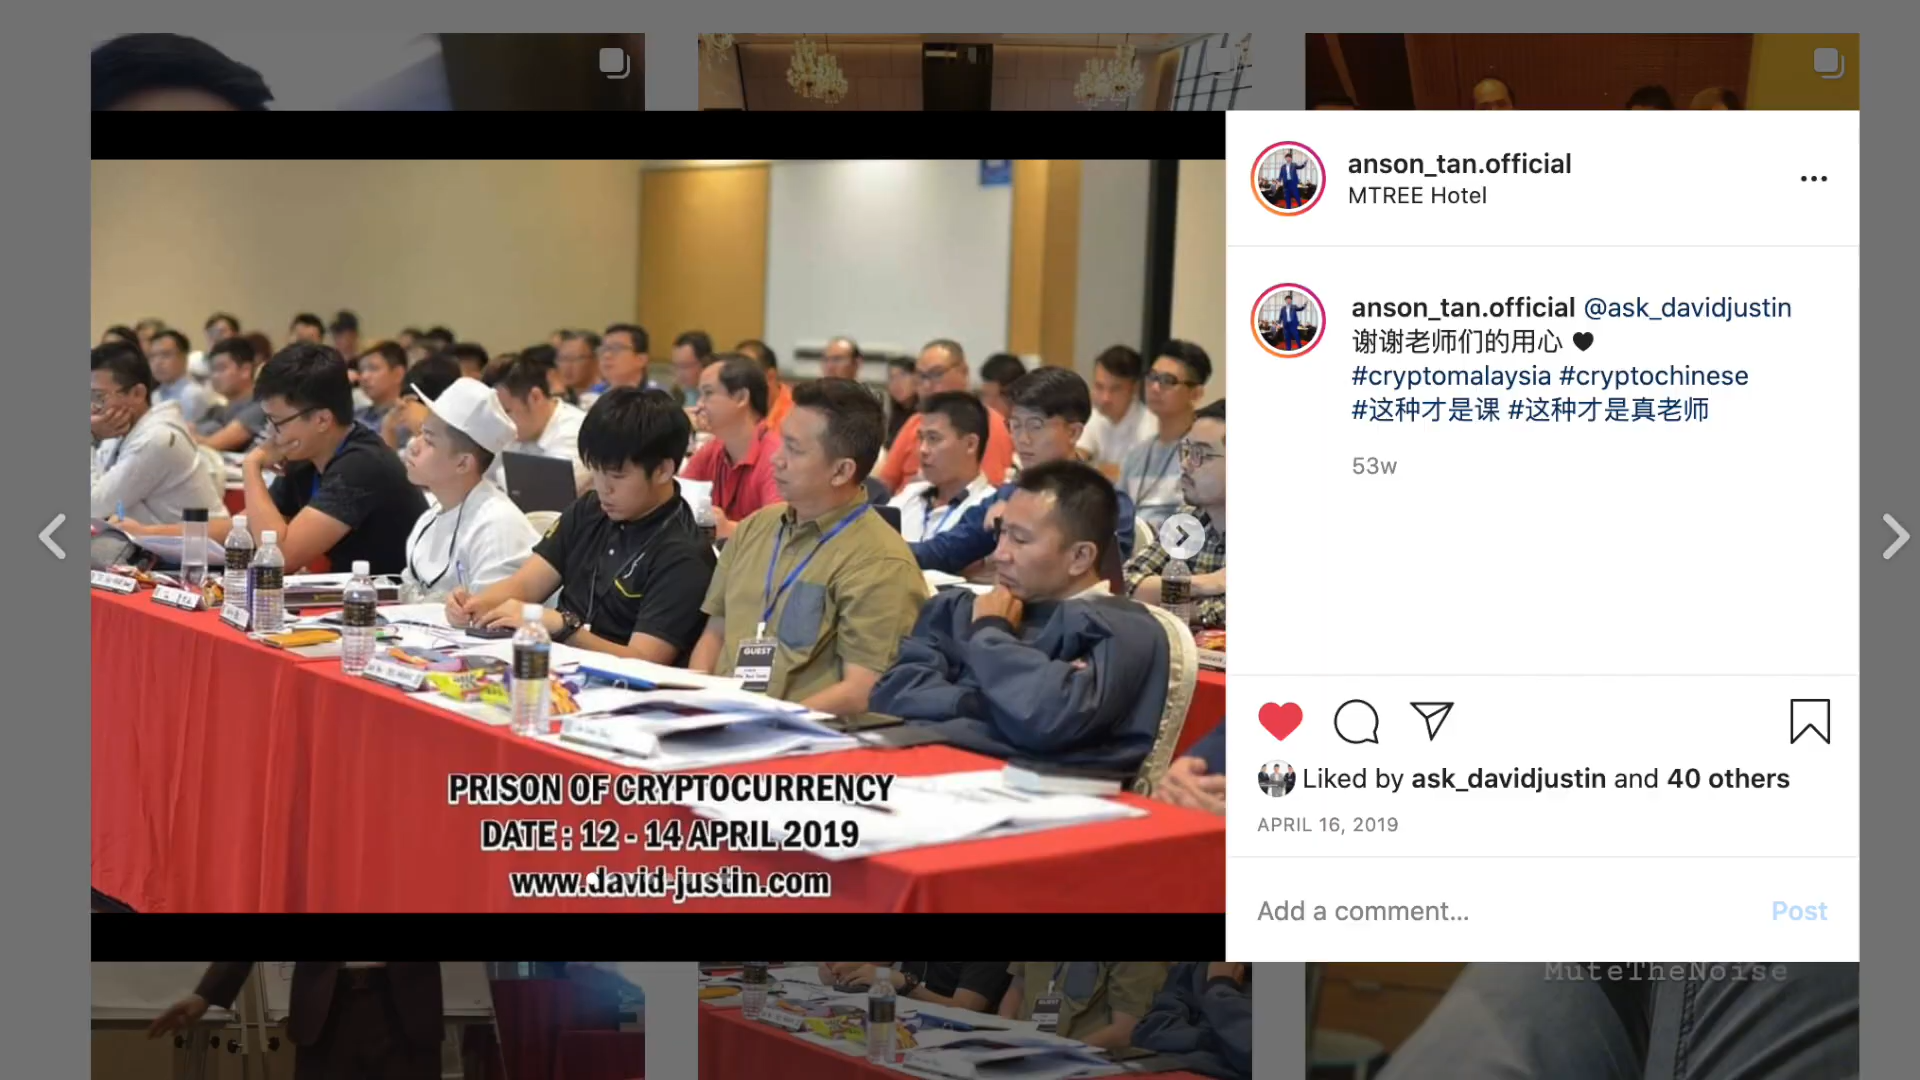 anson_tan.official
MTREE Hotel
anson_tan.official @ask_davidjustin
谢谢老师们的用心 🖤
#cryptomalaysia #cryptochinese
#这种才是课 #这种才是真老师
53w
GUEST
PRISON OF CRYPTOCURRENCY
DATE : 12 - 14 APRIL 2019
www.david-justin.com
Liked by ask_davidjustin and 40 others
APRIL 16, 2019
Add a comment...
Post
MuteTheNoise
GUEST